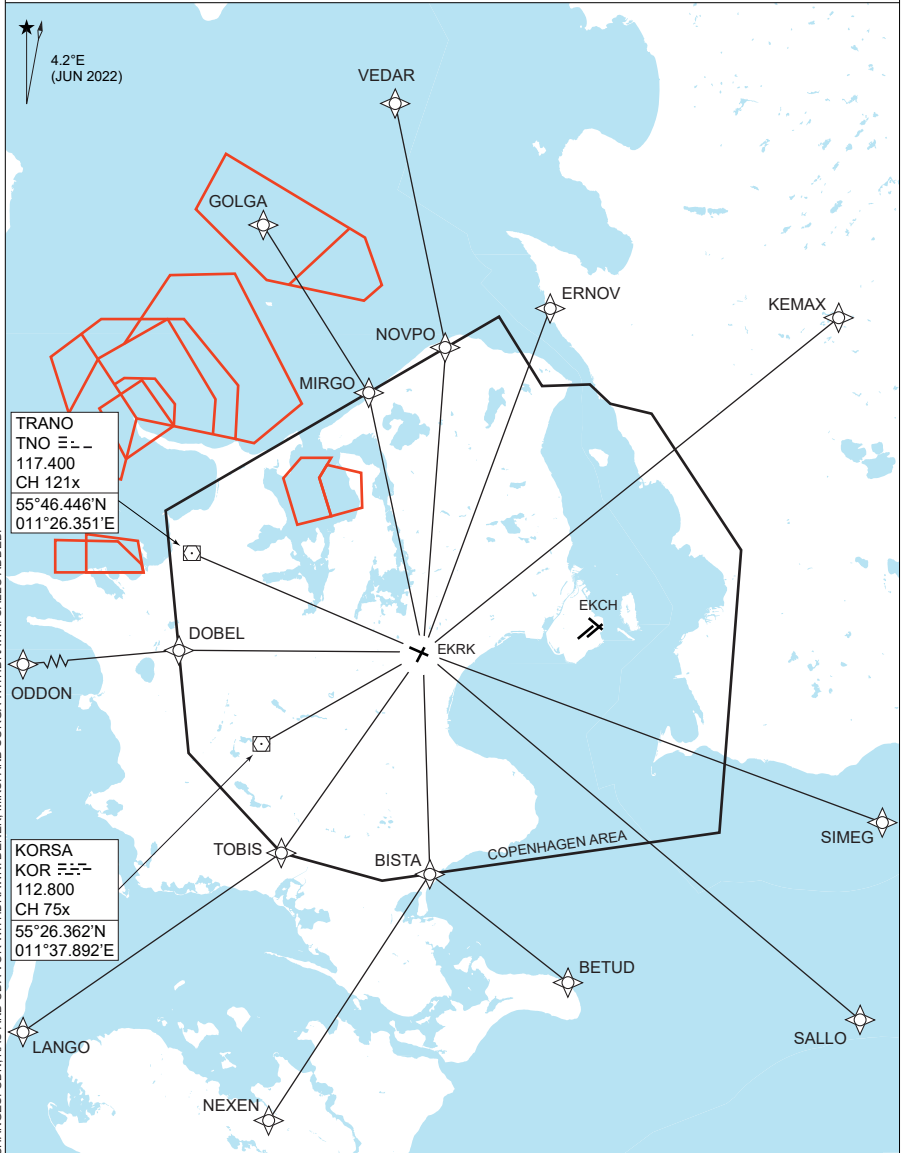 4.2°E
(JUN 2022)
VEDAR
GOLGA
ERNOV
KEMAX
NOVPO
MIRGO
TRANO
TNO
117.400
CH 121x
55°46.446'N
011°26.351'E
EKCH
DOBEL
EKRK
ODDON
SIMEG
COPENHAGEN AREA
TOBIS
BISTA
KORSA
KOR
112.800
CH 75x
55°26.362'N
011°37.892'E
BETUD
SALLO
LANGO
NEXEN